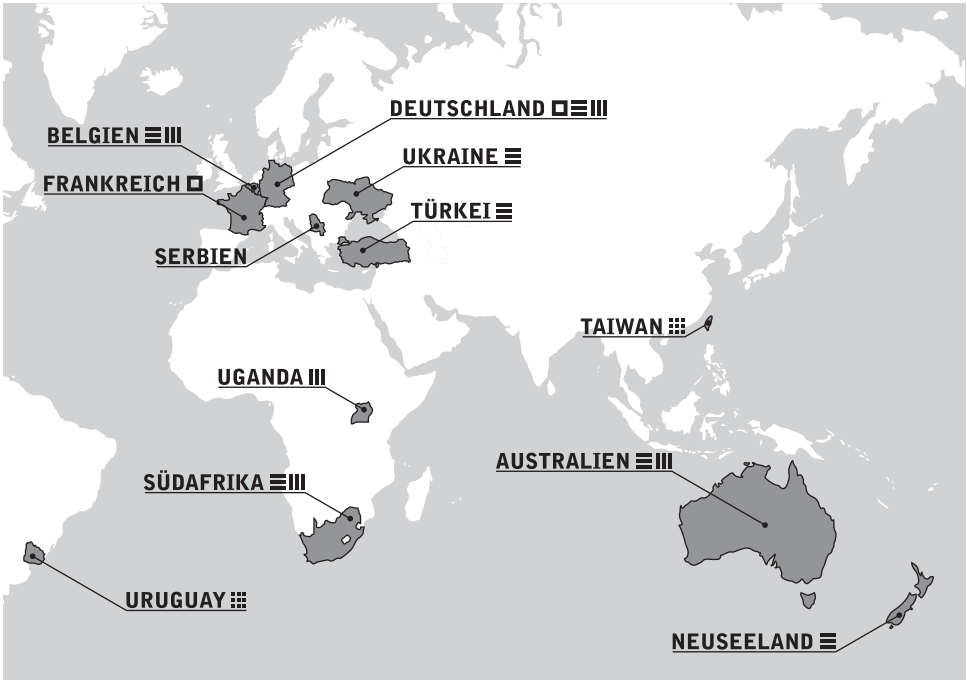 DEUTSCHLAND
BELGIEN
UKRAINE
FRANKREICH
TÜRKEI
SERBIEN
TAIWAN
UGANDA
AUSTRALIEN
SÜDAFRIKA
URUGUAY
NEUSEELAND